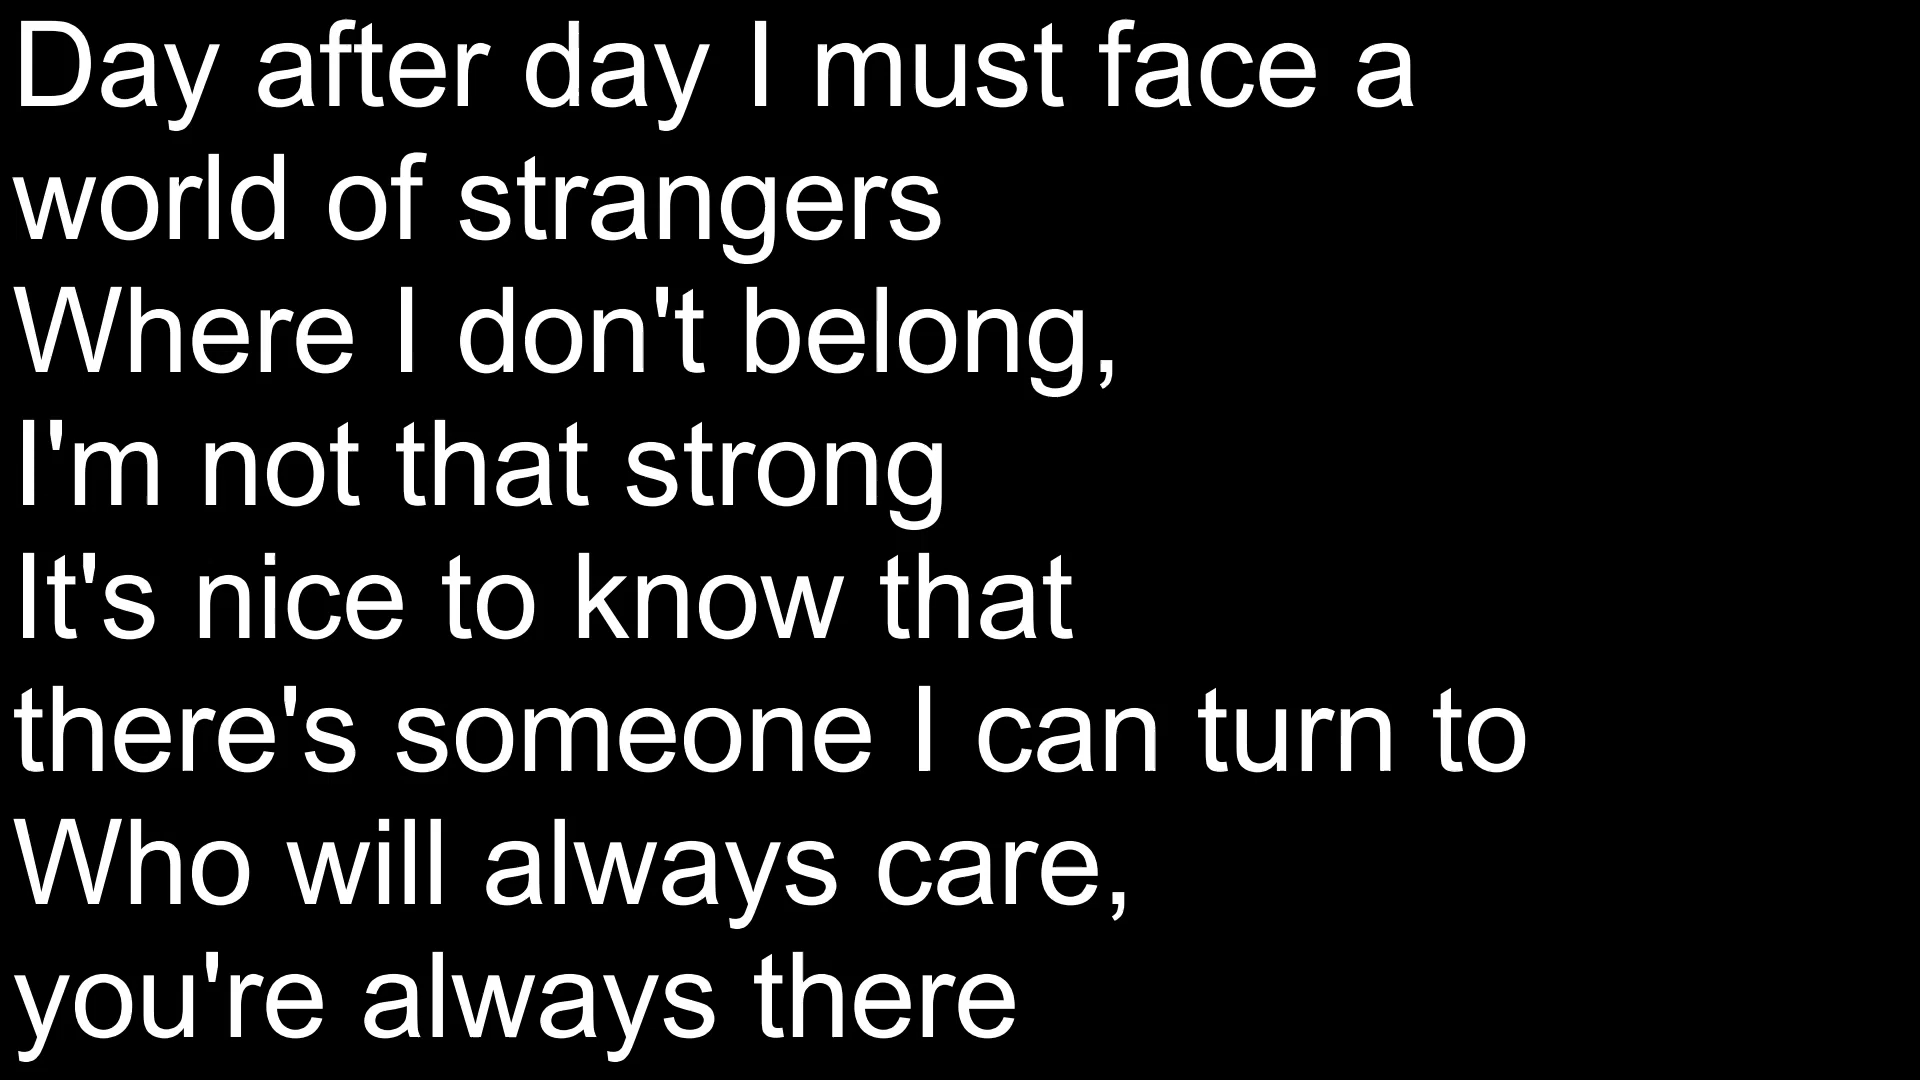 Day after day I must face a
world of strangers
Where I don't belong,
I'm not that strong
It's nice to know that
there's someone I can turn to
Who will always care,
you're always there